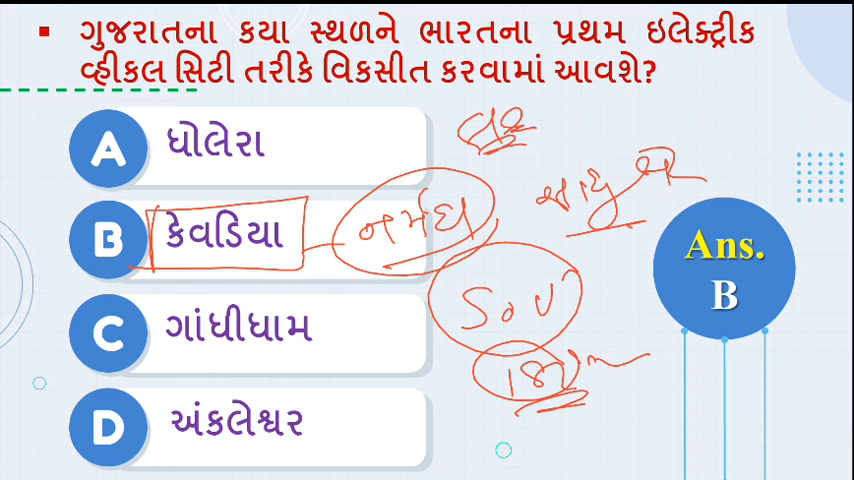 ▪ ગુજરાતના કયા સ્થળને ભારતના પ્રથમ ઇલેક્ટ્રીક
વ્હીકલ સિટી તરીકે વિકસીત કરવામાં આવશે?
A ધોલેરા
B કેવડિયા
નર્મદા
SoU
C ગાંધીધામ
D અંકલેશ્વર
Ans.
B